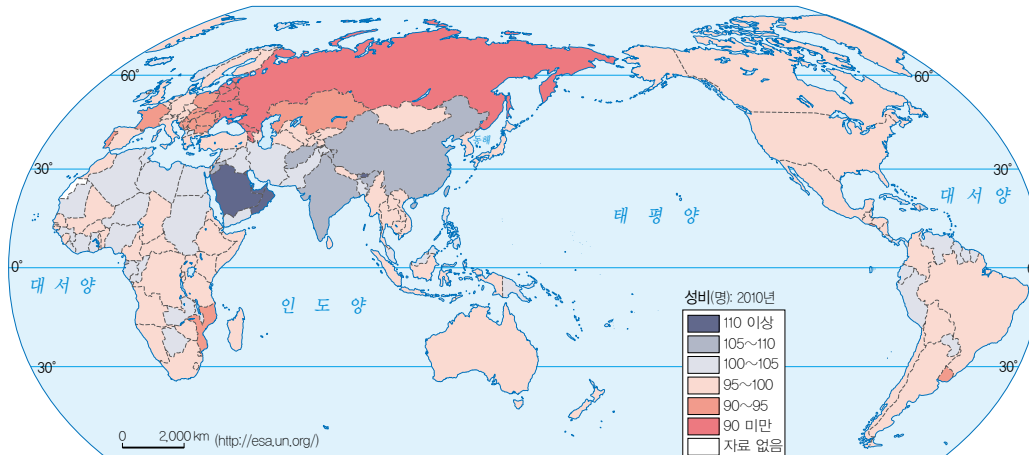 60°
60°
동해
30°
30°
대서양
태평양
0°
대서양
인도양
성비(명): 2010년
110 이상
105~110
100~105
95~100
90~95
90 미만
자료 없음
30°
30°
0 2,000 km (http://esa.un.org/)